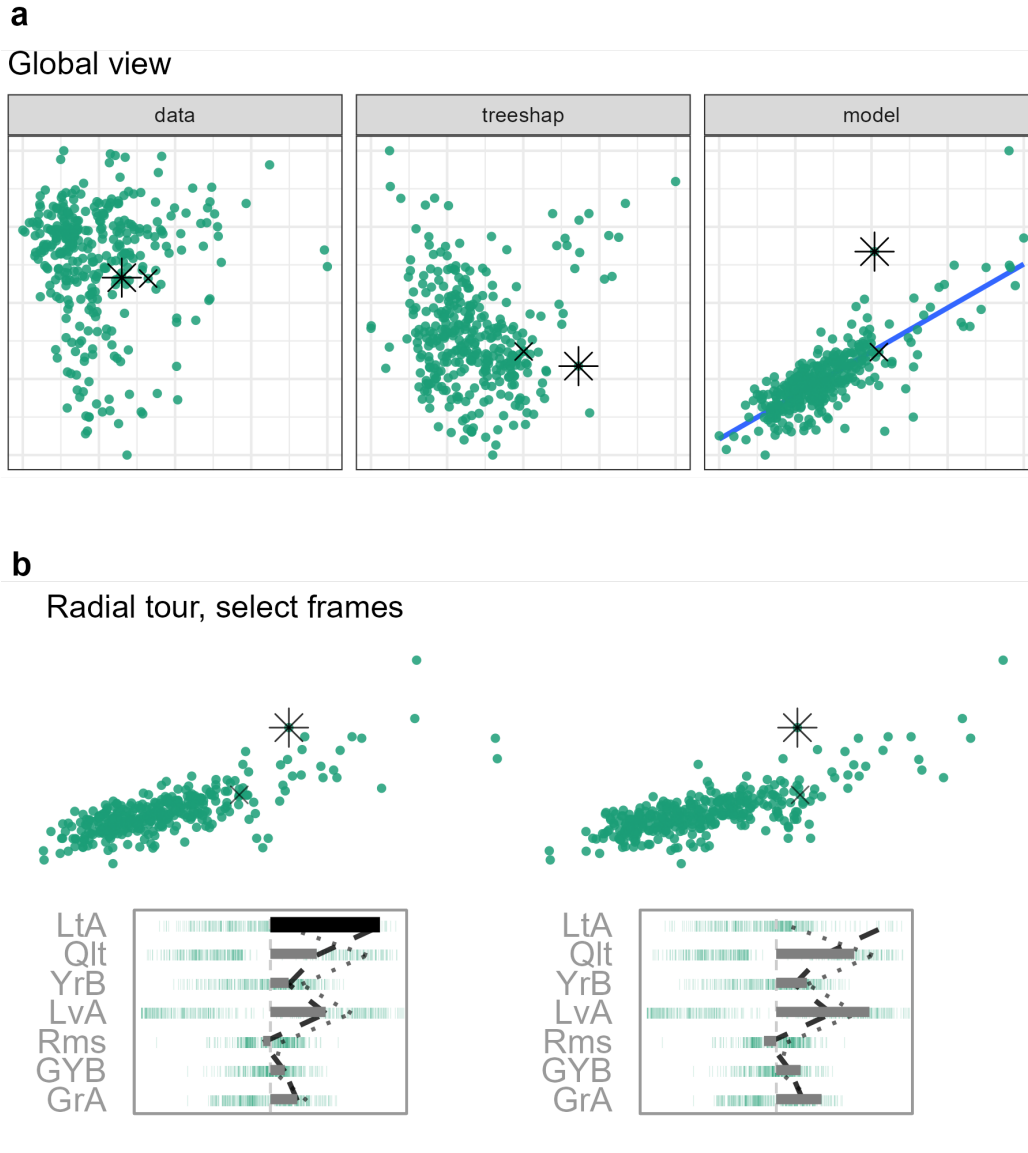 a
Global view
data treeshap model
b
Radial tour, select frames
LtA LtA
Qlt Qlt
YrB YrB
LvA LvA
Rms Rms
GYB GYB
GrA GrA